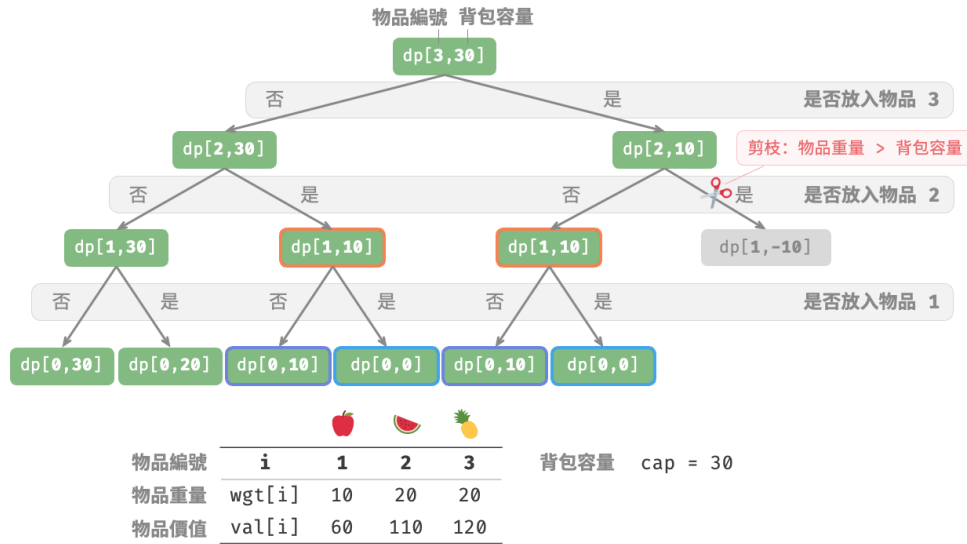 物品編號 背包容量
dp[3,30]
否 是 是否放入物品 3
dp[2,30] dp[2,10] 剪枝：物品重量 > 背包容量
否 是 否 是 是否放入物品 2
dp[1,30] dp[1,10] dp[1,10] dp[1,-10]
否 是 否 是 否 是 是否放入物品 1
dp[0,30] dp[0,20] dp[0,10] dp[0,0] dp[0,10] dp[0,0]
物品編號 i 1 2 3 背包容量 cap = 30
物品重量 wgt[i] 10 20 20
物品價值 val[i] 60 110 120